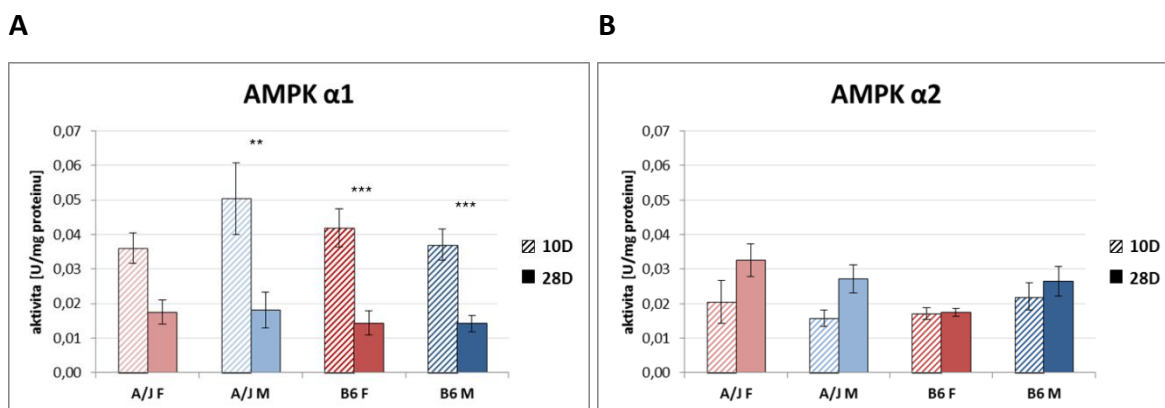 A
B
AMPK α1
0,07
0,06
0,05
0,04
0,03
0,02
0,01
0,00
aktivita [U/mg proteinu]
**
***
***
A/J F
A/J M
B6 F
B6 M
10D
28D
AMPK α2
0,07
0,06
0,05
0,04
0,03
0,02
0,01
0,00
aktivita [U/mg proteinu]
A/J F
A/J M
B6 F
B6 M
10D
28D